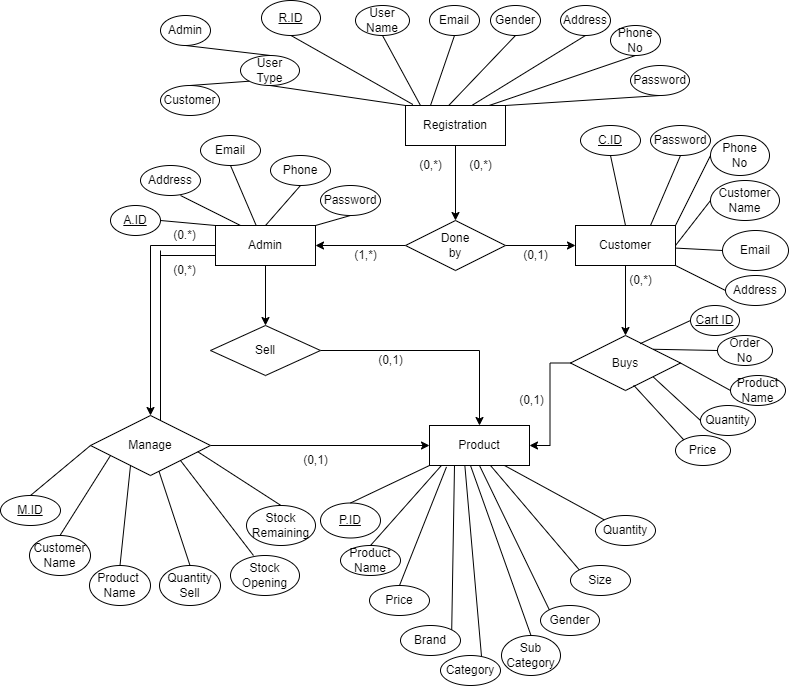 R.ID
User
Name
Email
Gender
Address
Phone
No
Admin
User
Type
Password
Customer
Registration
C.ID
Password
Phone
No
Email
(0,*)
(0,*)
Phone
Address
Customer
Name
Password
A.ID
(0.*)
Admin
Done
by
Customer
Email
(1,*)
(0,1)
(0,*)
(0,*)
Address
Cart ID
Sell
(0,1)
Buys
Order
No
Product
Name
(0,1)
Quantity
Manage
(0,1)
Product
Price
M.ID
Stock
Remaining
P.ID
Quantity
Customer
Name
Product
Name
Product
Name
Quantity
Sell
Stock
Opening
Size
Price
Gender
Brand
Sub
Category
Category